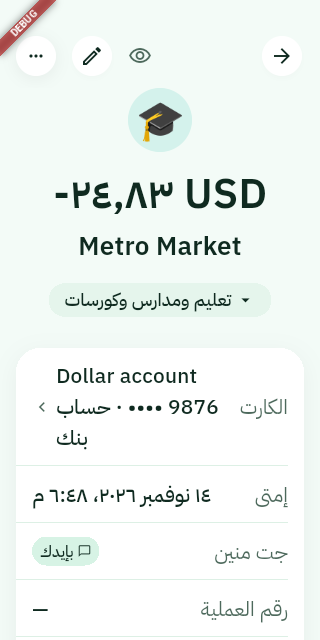 DEBUG
-٢٤,٨٣ USD
Metro Market
تعليم ومدارس وكورسات
الكارت
Dollar account
حساب · •••• 9876
بنك
إمتى
١٤ نوفمبر ٢٠٢٦، ٦:٤٨ م
جت منين
بإيدك
رقم العملية
—